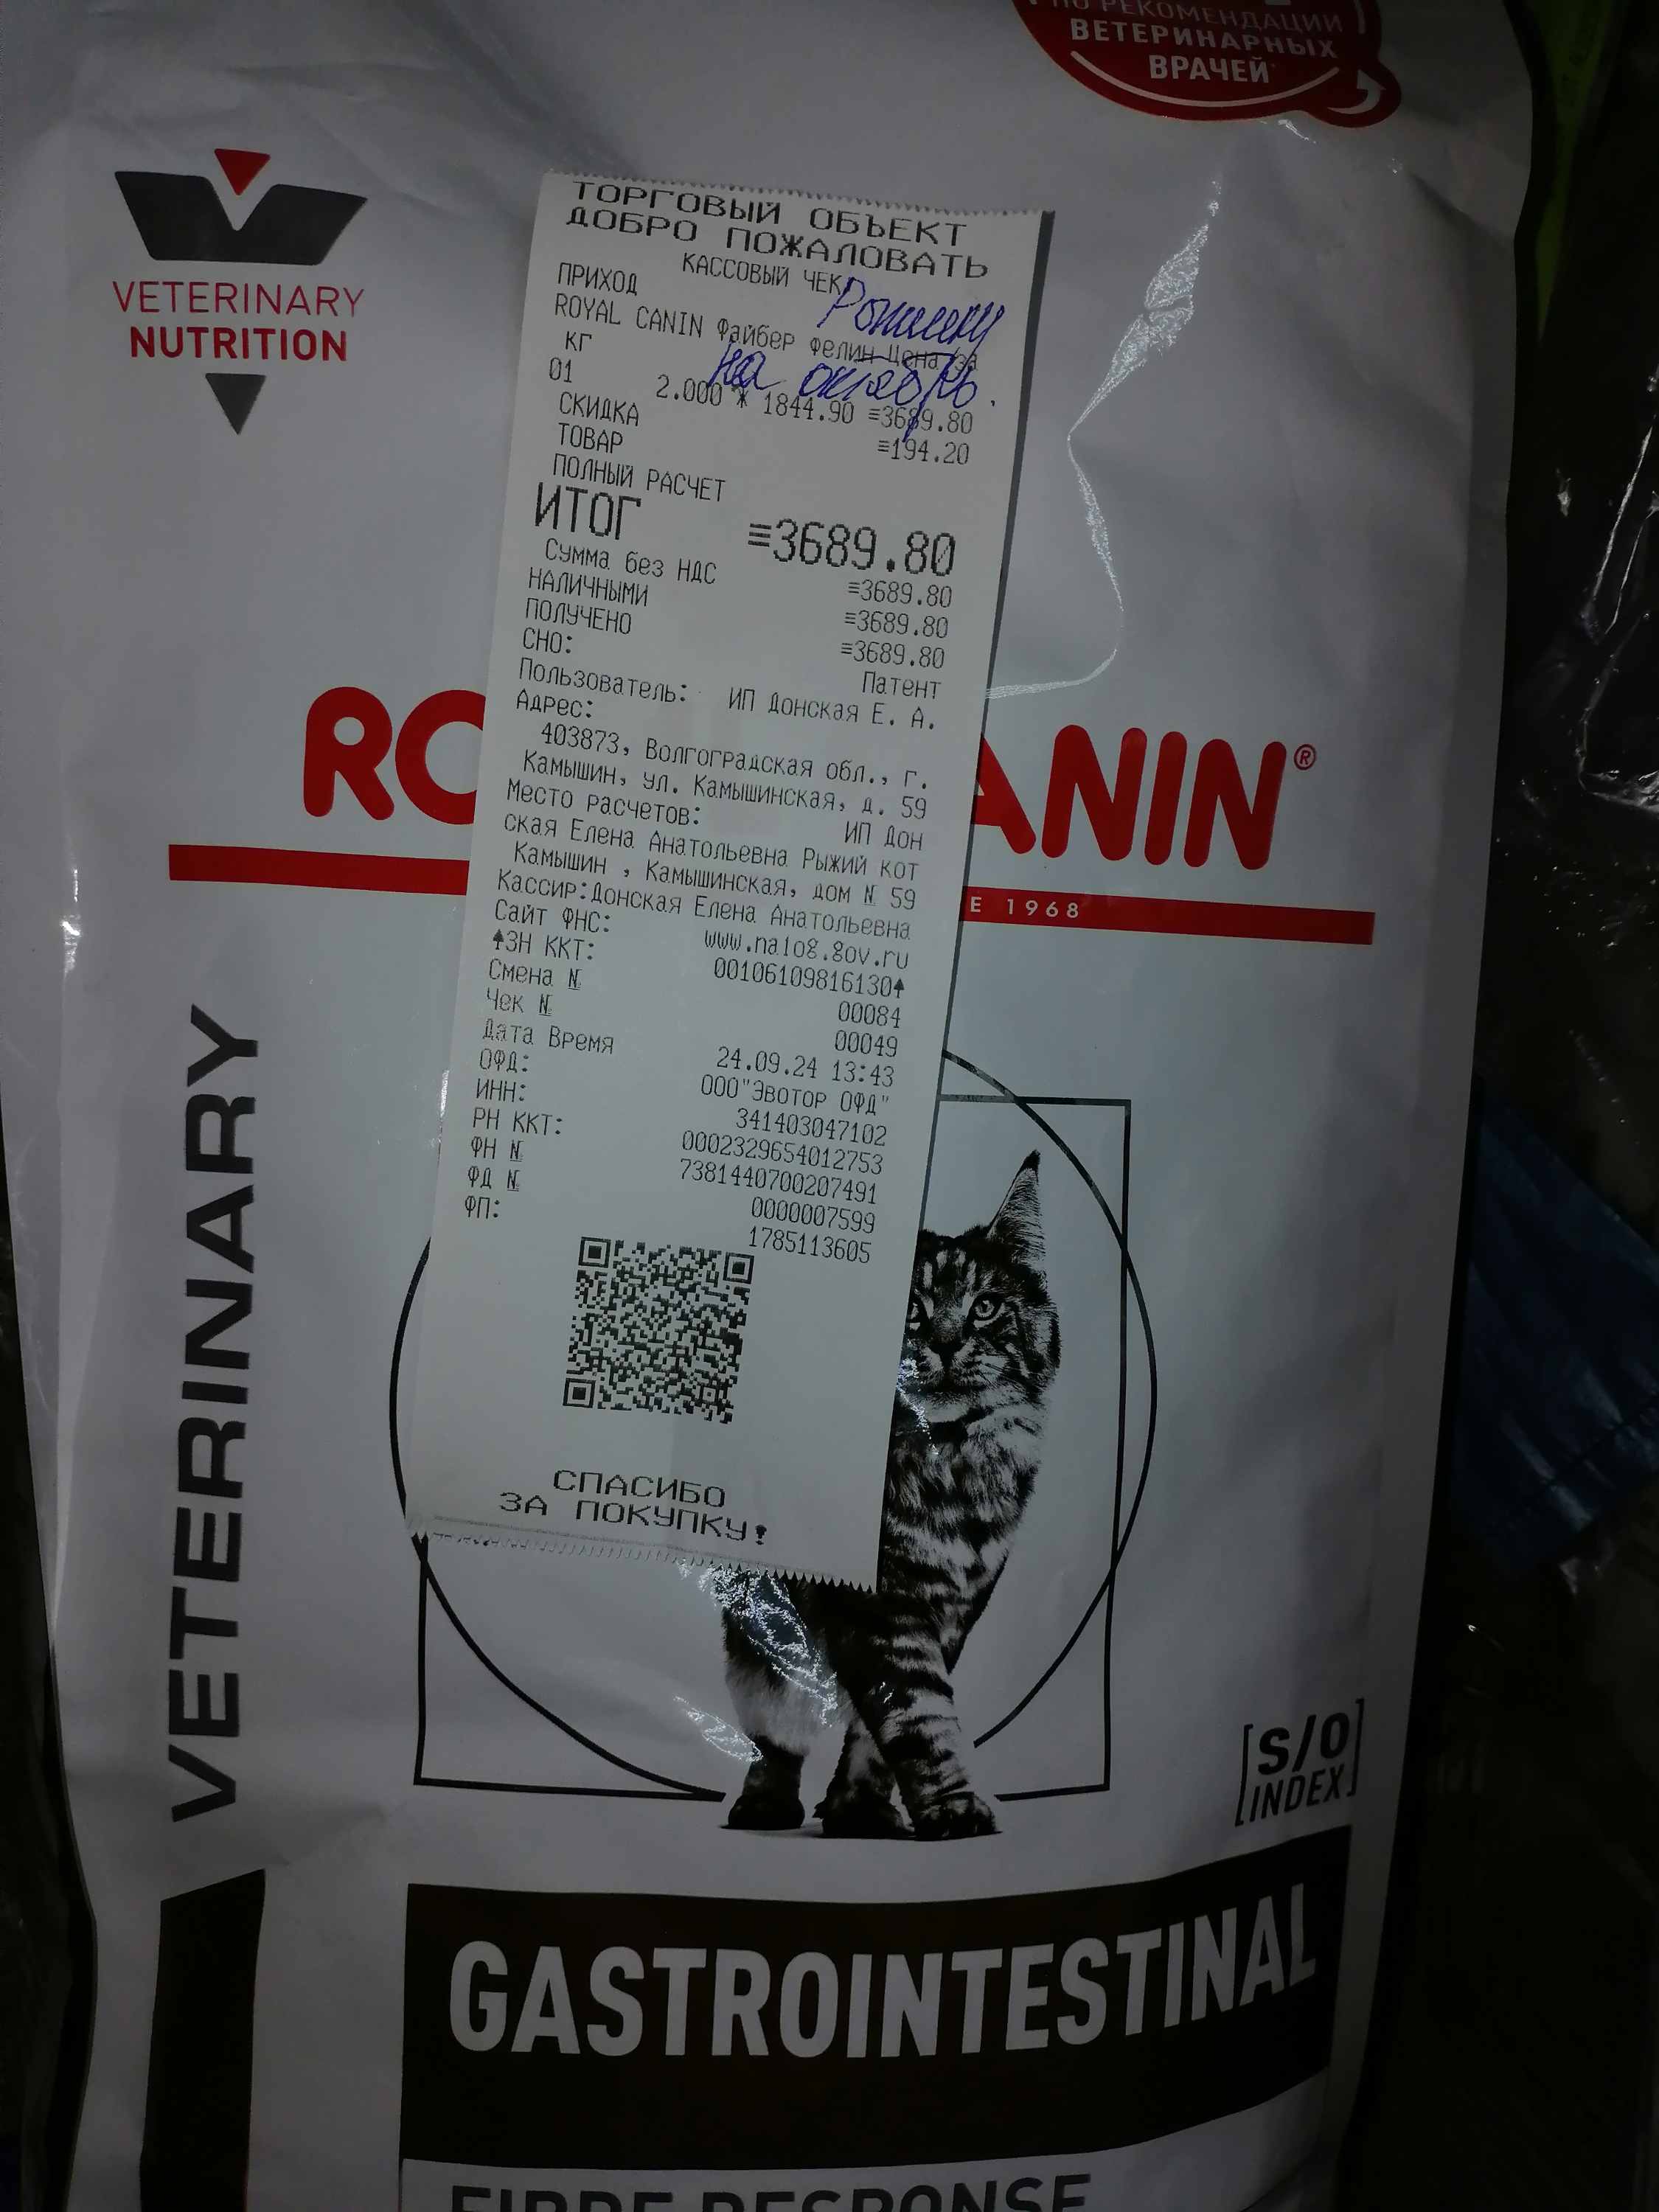 ПО РЕКОМЕНДАЦИИ
ВЕТЕРИНАРНЫХ
ВРАЧЕЙ
VETERINARY
NUTRITION
ТОРГОВЫЙ ОБЪЕКТ
ДОБРО ПОЖАЛОВАТЬ
КАССОВЫЙ ЧЕК
ПРИХОД
ROYAL CANIN Файбер Фелин Цена /за
кг
на октябрь.
01 2.000 * 1844.90 ≡3689.80
СКИДКА ≡194.20
ТОВАР
ПОЛНЫЙ РАСЧЕТ
ИТОГ ≡3689.80
Сумма без НДС ≡3689.80
НАЛИЧНЫМИ ≡3689.80
ПОЛУЧЕНО ≡3689.80
СНО: Патент
Пользователь: ИП Донская Е. А.
Адрес:
403873, Волгоградская обл., г.
Камышин, ул. Камышинская, д. 59
Место расчетов: ИП Дон
ская Елена Анатольевна Рыжий кот
Камышин , Камышинская, дом № 59
Кассир:Донская Елена Анатольевна
Сайт ФНС: www.nalog.gov.ru
↑ЗН ККТ: 00106109816130↑
Смена № 00084
Чек № 00049
Дата Время 24.09.24 13:43
ОФД: ООО"Эвотор ОФД"
ИНН: 341403047102
РН ККТ: 0002329654012753
ФН № 7381440700207491
ФД № 0000007599
ФП: 1785113605
СПАСИБО
ЗА ПОКУПКУ!
RO ANIN®
E 1968
VETERINARY
[S/O
INDEX]
GASTROINTESTINAL
FIBRE RESPONSE